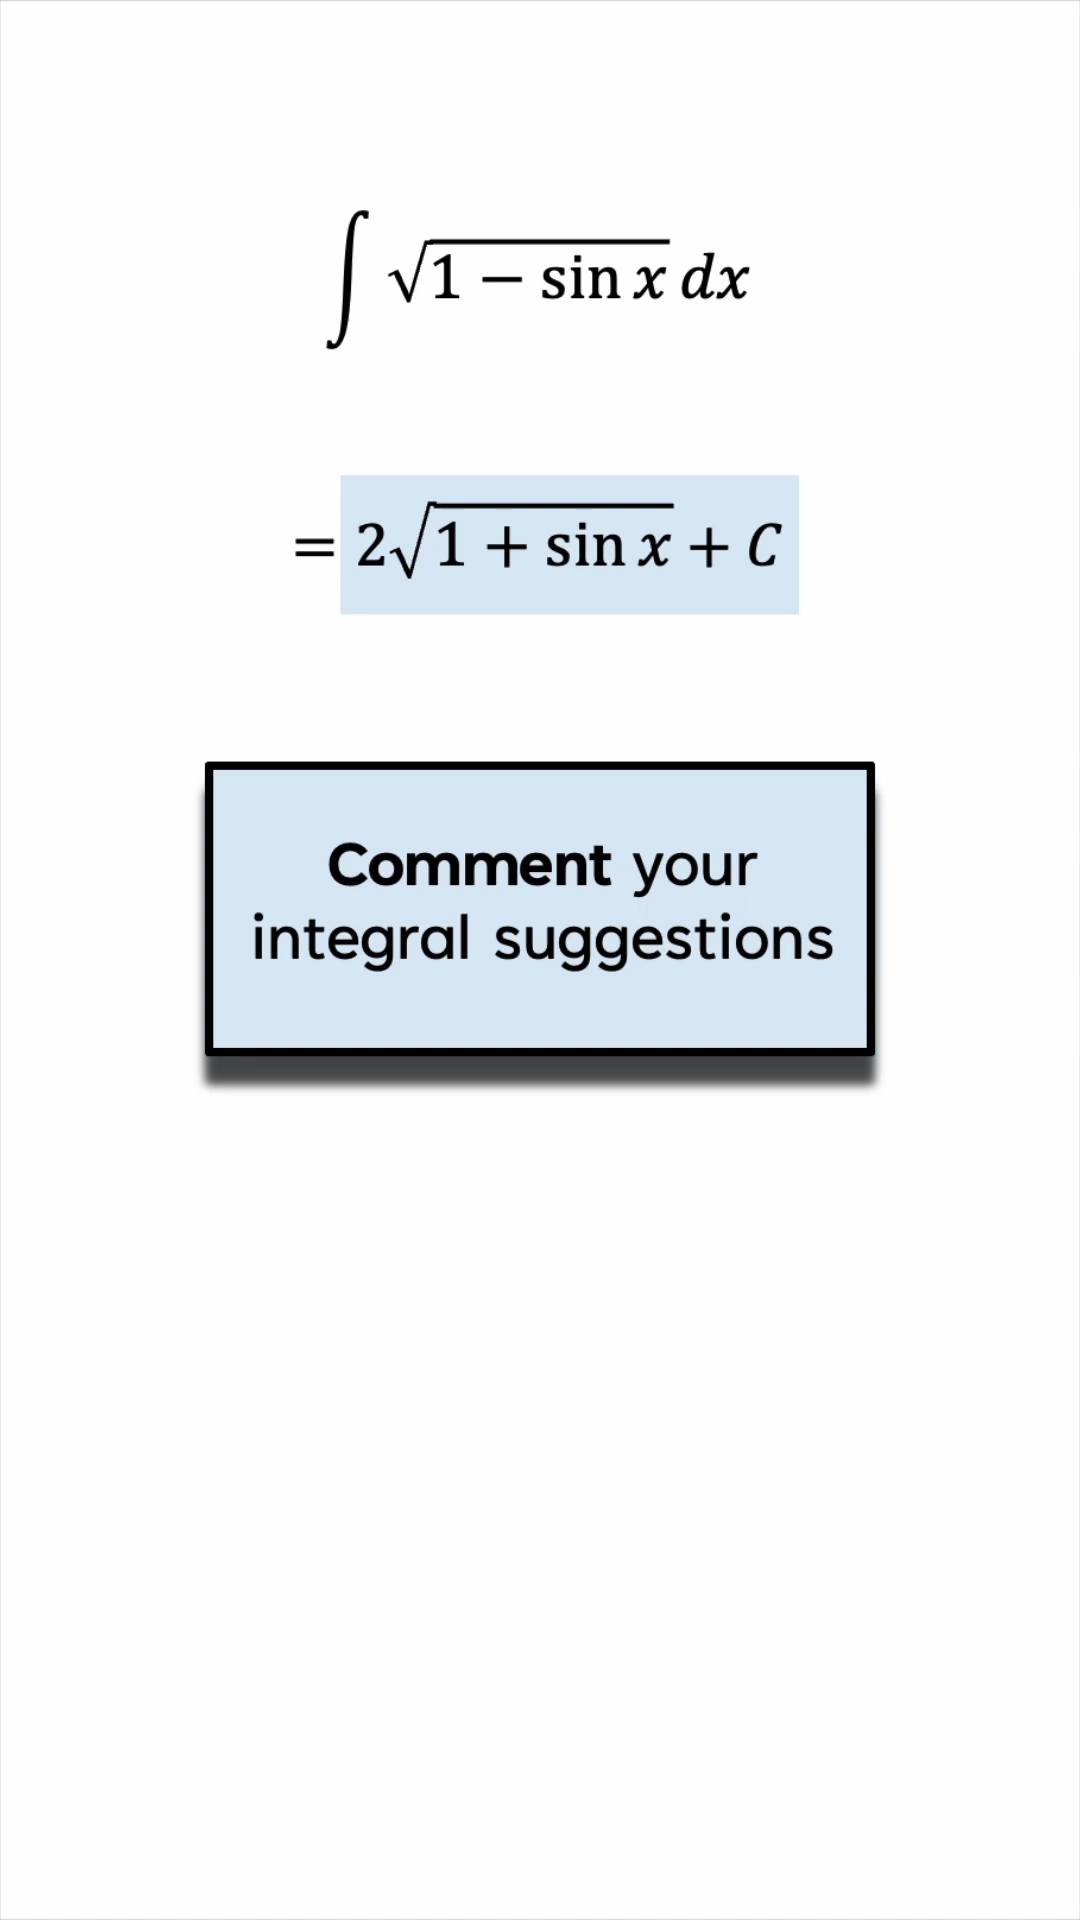 ∫ √(1 − sin x) dx
= 2√(1 + sin x) + C
Comment your
integral suggestions